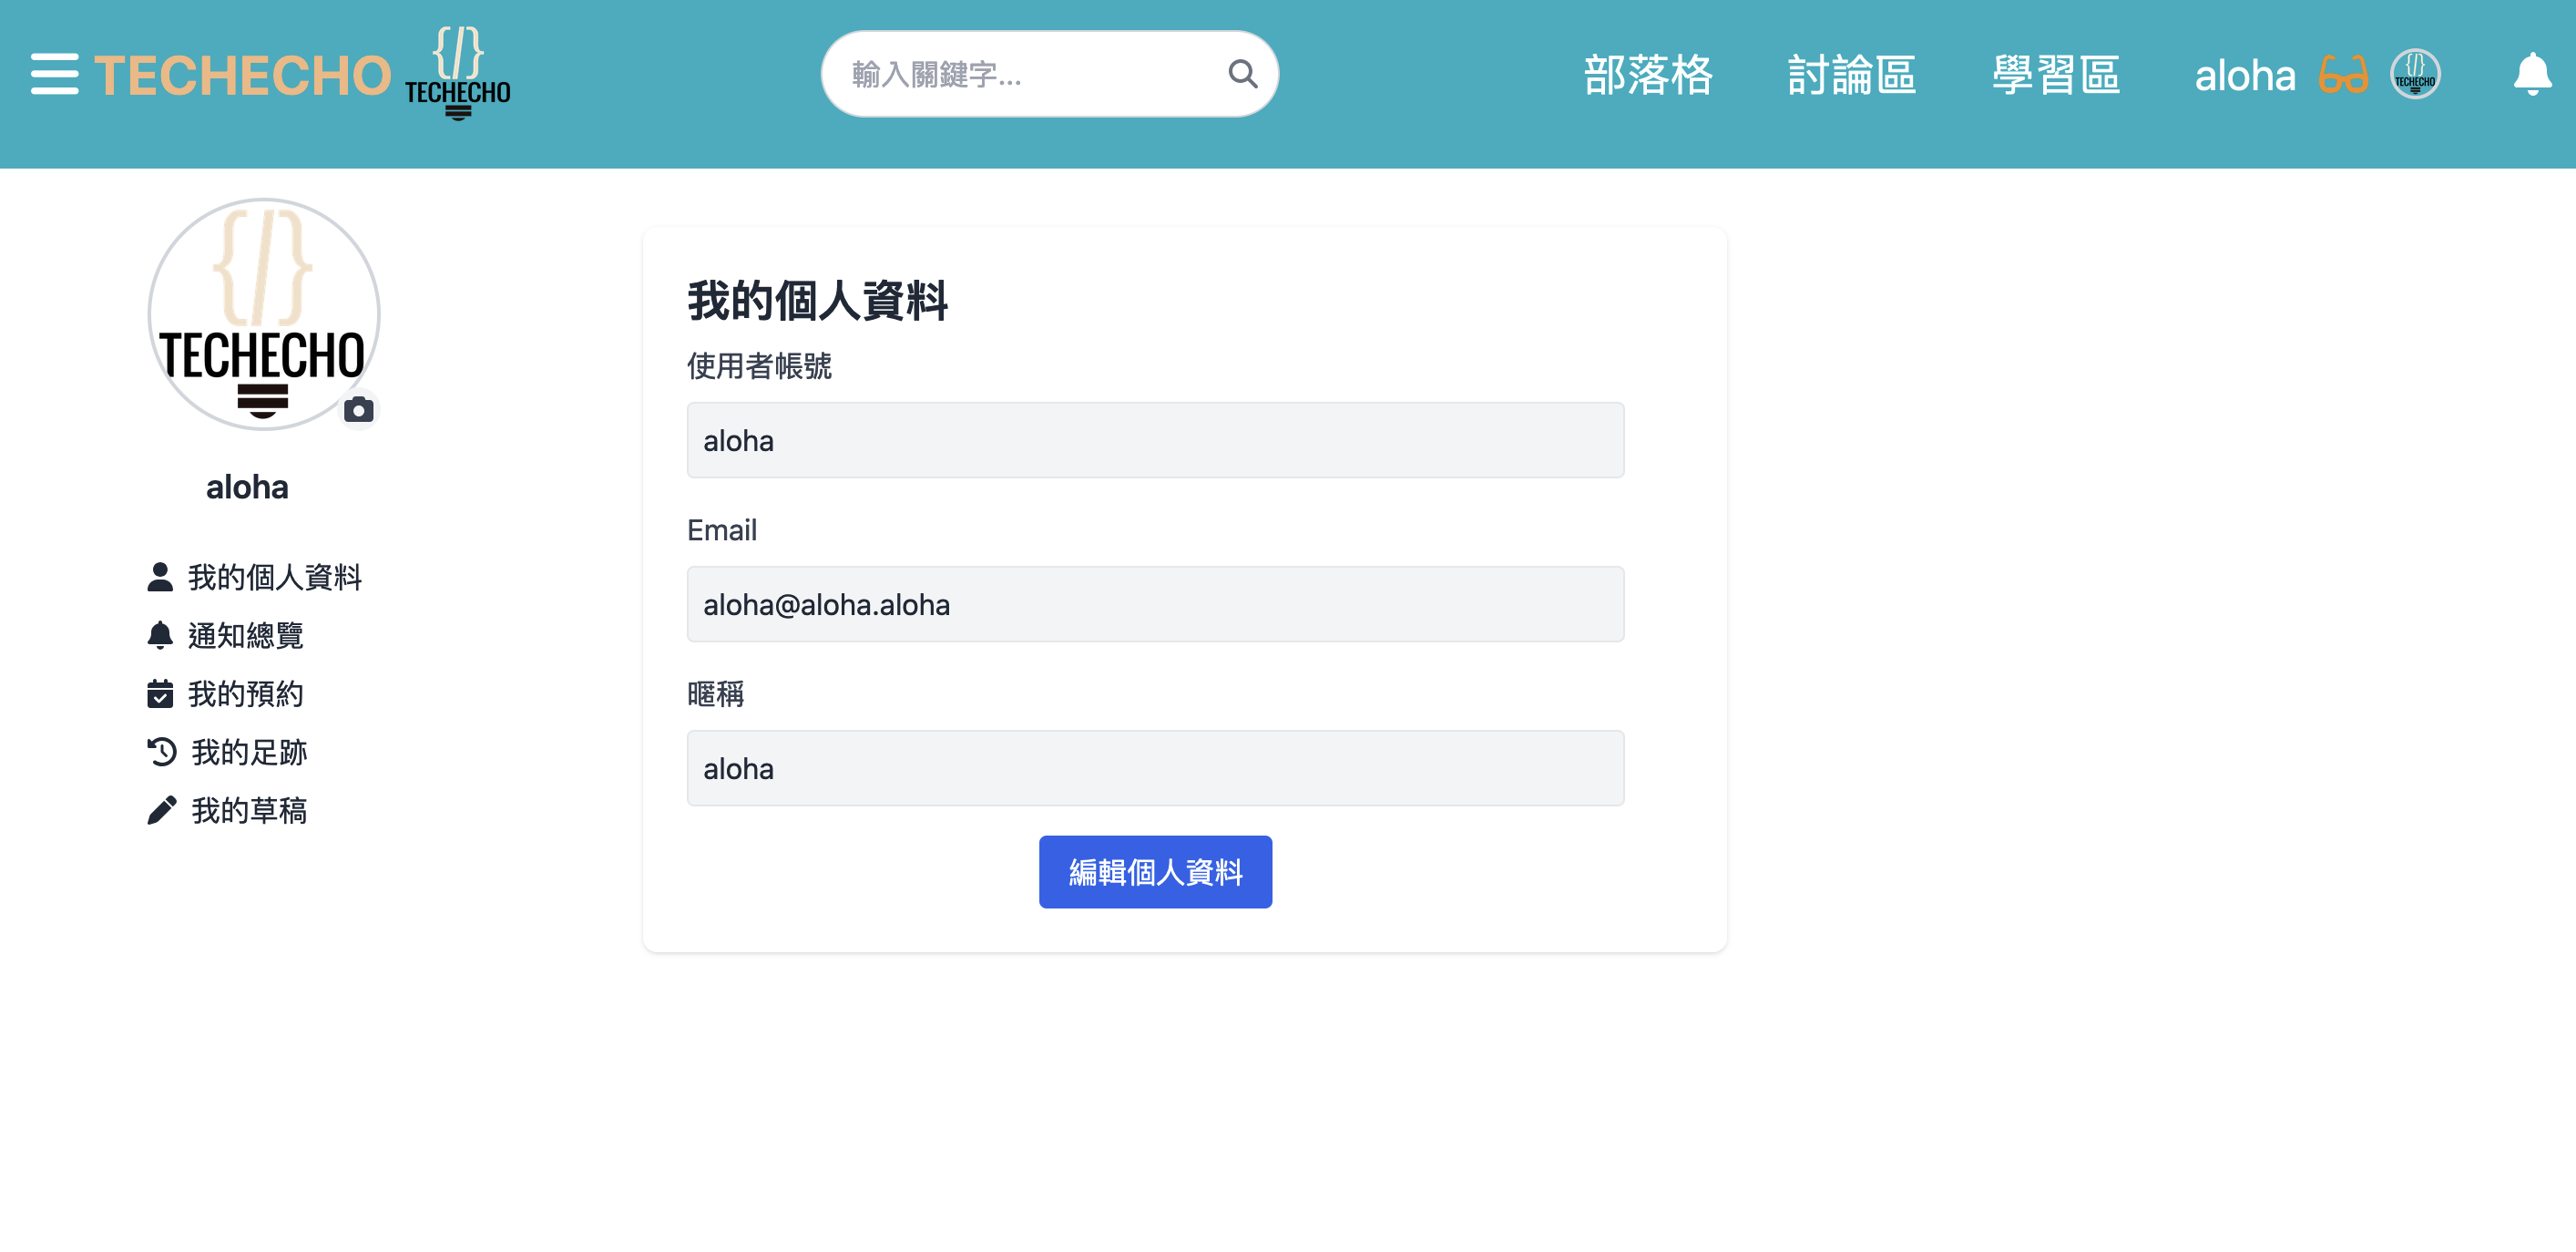 TECHECHO
{/}
TECHECHO
輸入關鍵字...
部落格
討論區
學習區
aloha
{/}
TECHECHO
{/}
TECHECHO
aloha
我的個人資料
通知總覽
我的預約
我的足跡
我的草稿
我的個人資料
使用者帳號
aloha
Email
aloha@aloha.aloha
暱稱
aloha
編輯個人資料